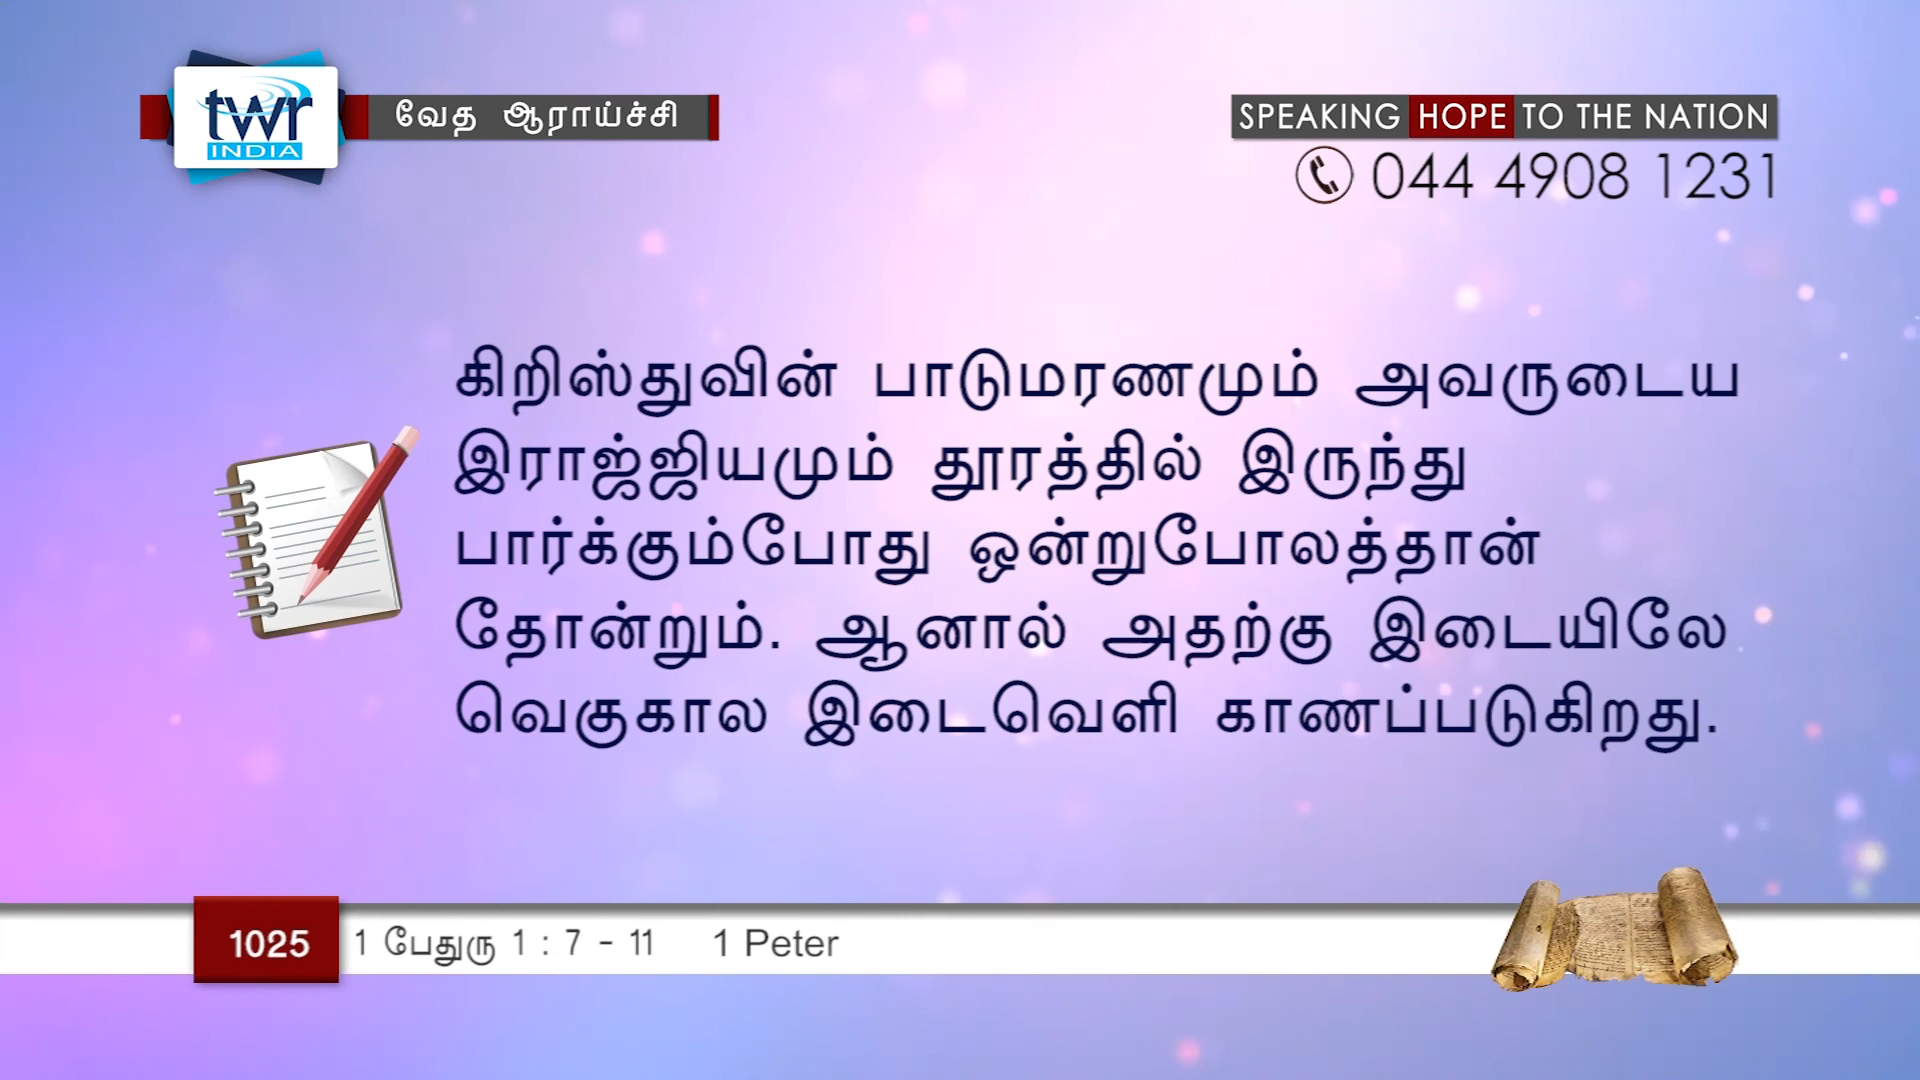 twr
INDIA
வேத ஆராய்ச்சி
SPEAKING HOPE TO THE NATION
044 4908 1231
கிறிஸ்துவின் பாடுமரணமும் அவருடைய
இராஜ்ஜியமும் தூரத்தில் இருந்து
பார்க்கும்போது ஒன்றுபோலத்தான்
தோன்றும். ஆனால் அதற்கு இடையிலே
வெகுகால இடைவெளி காணப்படுகிறது.
1025 1 பேதுரு 1 : 7 - 11 1 Peter